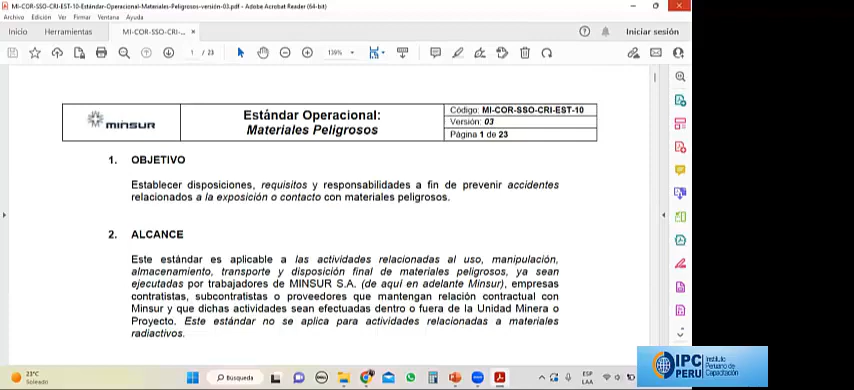 MI-COR-SSO-CRI-EST-10-Estándar-Operacional-Materiales-Peligrosos-versión-03.pdf - Adobe Acrobat Reader (64-bit)
Archivo Edición Ver Firmar Ventana Ayuda
Inicio Herramientas MI-COR-SSO-CRI-... × Iniciar sesión
1 / 23 139%
MINSUR
Estándar Operacional:
Materiales Peligrosos
Código: MI-COR-SSO-CRI-EST-10
Versión: 03
Página 1 de 23
1. OBJETIVO
Establecer disposiciones, requisitos y responsabilidades a fin de prevenir accidentes
relacionados a la exposición o contacto con materiales peligrosos.
2. ALCANCE
Este estándar es aplicable a las actividades relacionadas al uso, manipulación,
almacenamiento, transporte y disposición final de materiales peligrosos, ya sean
ejecutadas por trabajadores de MINSUR S.A. (de aquí en adelante Minsur), empresas
contratistas, subcontratistas o proveedores que mantengan relación contractual con
Minsur y que dichas actividades sean efectuadas dentro o fuera de la Unidad Minera o
Proyecto. Este estándar no se aplica para actividades relacionadas a materiales
radiactivos.
23°C
Soleado
Búsqueda
ESP
LAA
IPC
PERU
Instituto
Peruano de
Capacitación